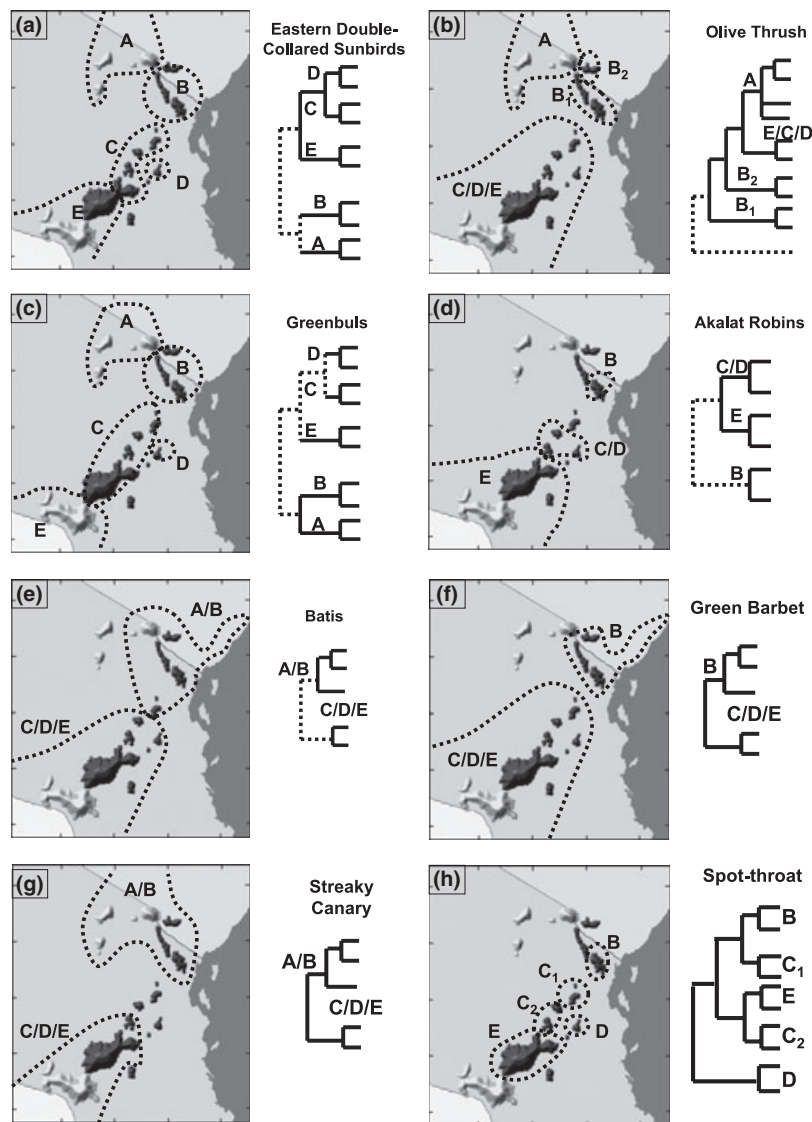 (a)
A
B
C
D
E
Eastern Double-
Collared Sunbirds
D
C
E
B
A
(b)
A
B2
B1
C/D/E
Olive Thrush
A
E/C/D
B2
B1
(c)
A
B
C
D
E
Greenbuls
D
C
E
B
A
(d)
B
C/D
E
Akalat Robins
C/D
E
B
(e)
A/B
C/D/E
Batis
A/B
C/D/E
(f)
B
C/D/E
Green Barbet
B
C/D/E
(g)
A/B
C/D/E
Streaky
Canary
A/B
C/D/E
(h)
B
C1
C2
E
D
Spot-throat
B
C1
E
C2
D